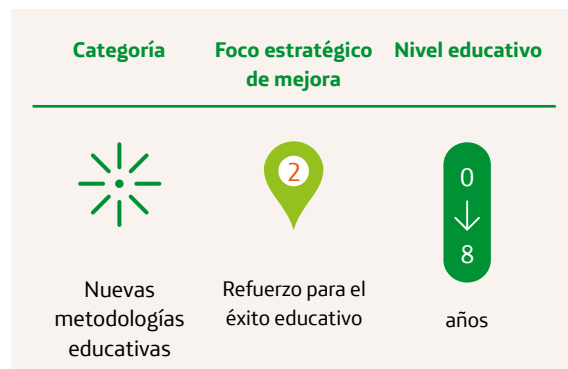 Categoría
Foco estratégico
de mejora
Nivel educativo
2
0
8
Nuevas
metodologías
educativas
Refuerzo para el
éxito educativo
años